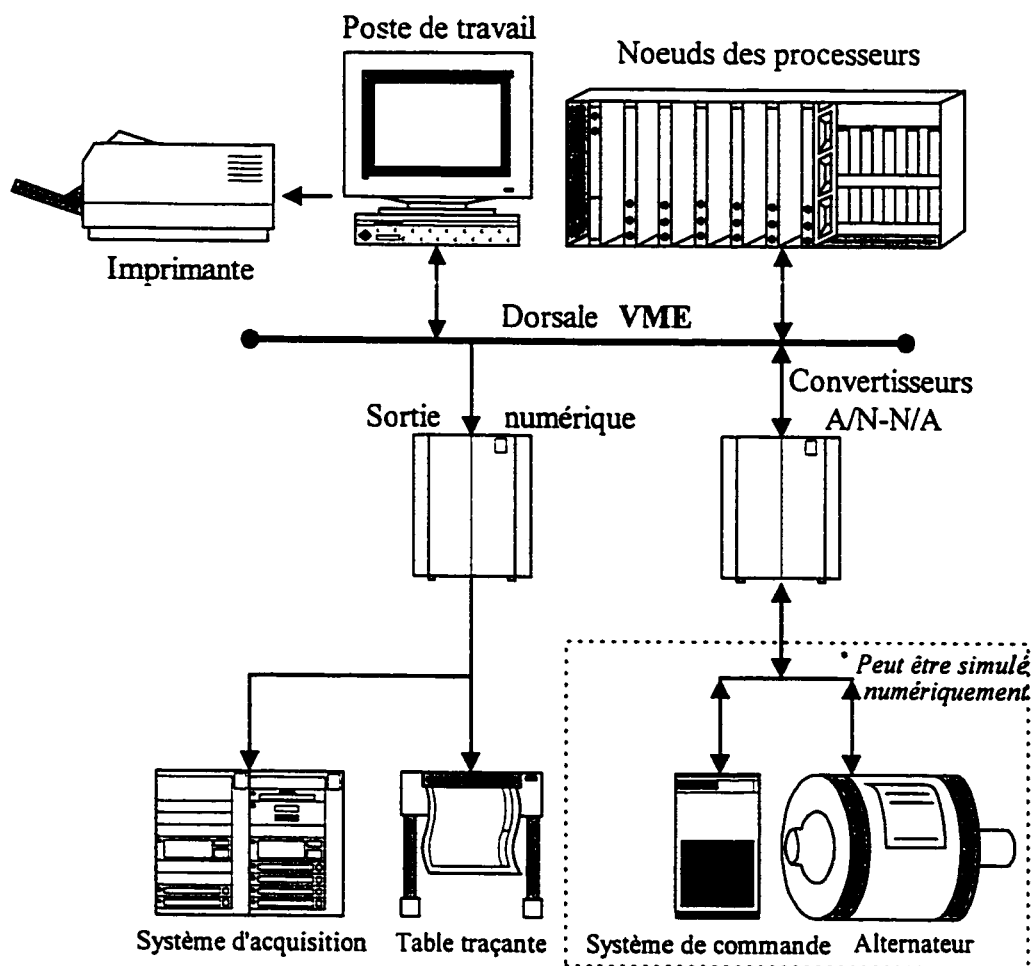 Poste de travail
Noeuds des processeurs
Imprimante
Dorsale VME
Convertisseurs
A/N-N/A
Sortie numérique
* Peut être simulé
numériquement
Système d'acquisition
Table traçante
Système de commande
Alternateur